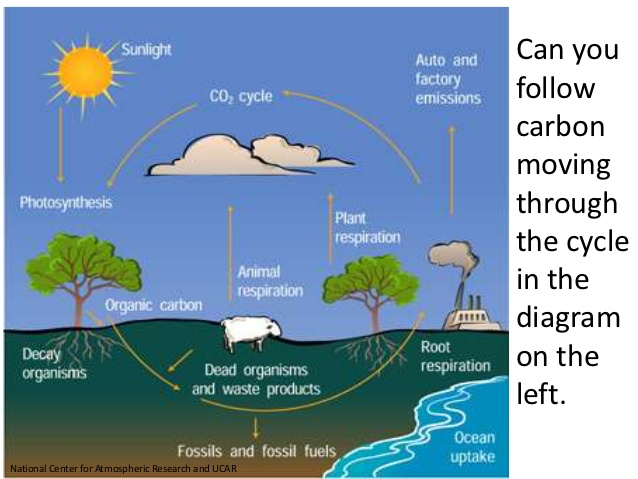 Sunlight
Auto and
factory
emissions
CO₂ cycle
Photosynthesis
Plant
respiration
Animal
respiration
Organic carbon
Decay
organisms
Dead organisms
and waste products
Root
respiration
Fossils and fossil fuels
Ocean
uptake
National Center for Atmospheric Research and UCAR
Can you
follow
carbon
moving
through
the cycle
in the
diagram
on the
left.